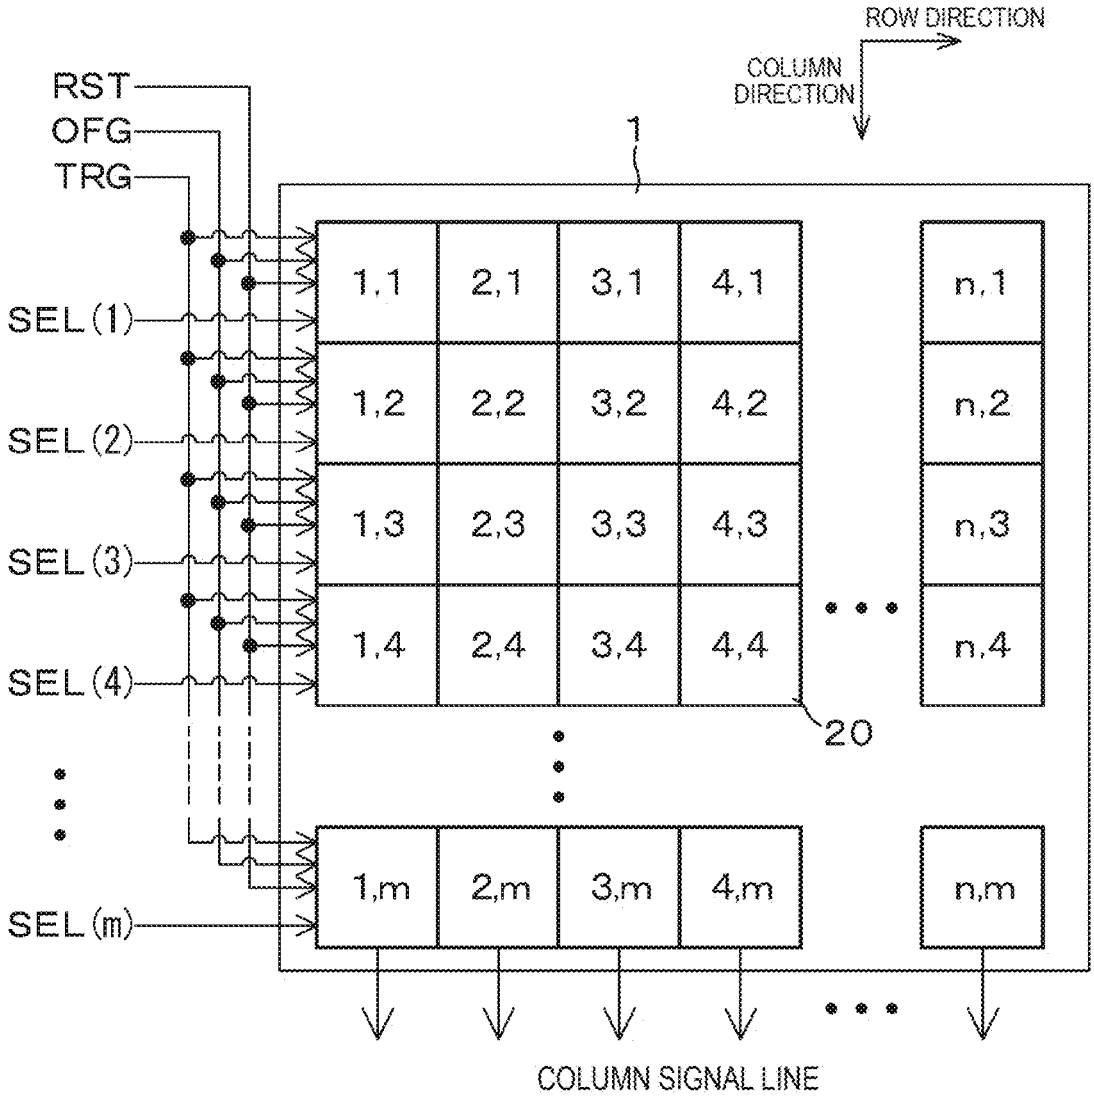 ROW DIRECTION
COLUMN
DIRECTION
RST
OFG
TRG
1
1,1 2,1 3,1 4,1 n,1
SEL(1)
1,2 2,2 3,2 4,2 n,2
SEL(2)
1,3 2,3 3,3 4,3 n,3
SEL(3)
1,4 2,4 3,4 4,4 n,4
SEL(4)
20
1,m 2,m 3,m 4,m n,m
SEL(m)
COLUMN SIGNAL LINE